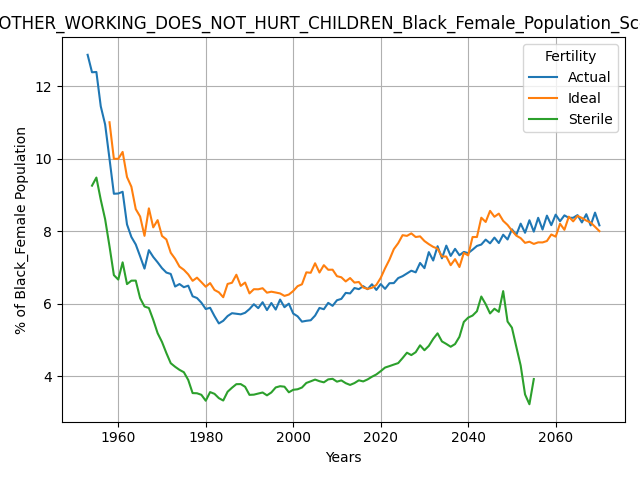 OTHER_WORKING_DOES_NOT_HURT_CHILDREN_Black_Female_Population_Sc
Fertility
Actual
Ideal
Sterile
% of Black_Female Population
12
10
8
6
4
1960 1980 2000 2020 2040 2060
Years